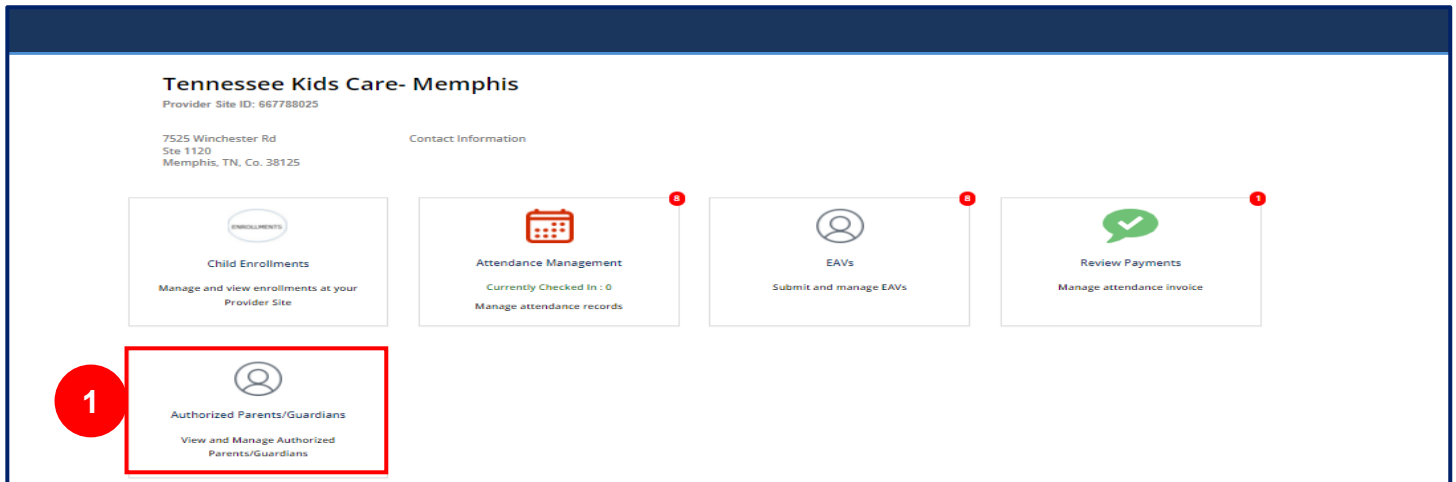 Tennessee Kids Care- Memphis
Provider Site ID: 667788025
7525 Winchester Rd
Ste 1120
Memphis, TN, Co. 38125
Contact Information
ENROLLMENTS
Child Enrollments
Manage and view enrollments at your
Provider Site
8
Attendance Management
Currently Checked In : 0
Manage attendance records
8
EAVs
Submit and manage EAVs
1
Review Payments
Manage attendance invoice
1
Authorized Parents/Guardians
View and Manage Authorized
Parents/Guardians